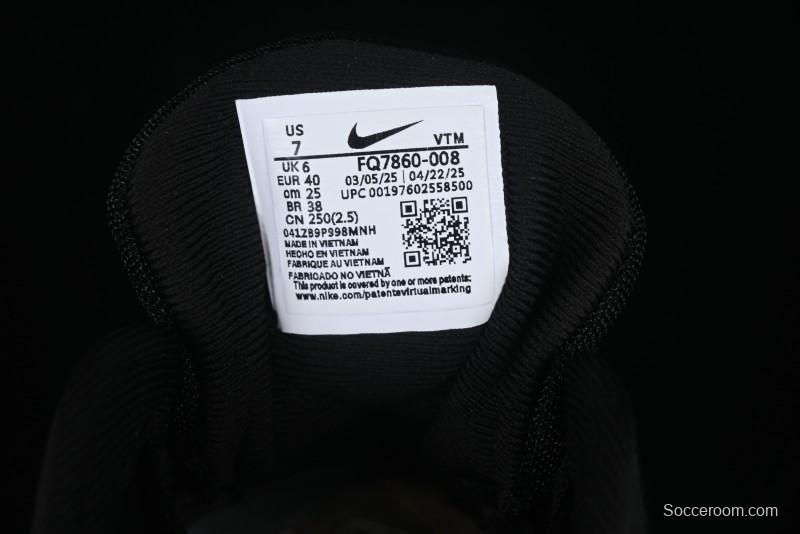 US
7
VTM
UK 6
FQ7860-008
EUR 40
03/05/25 | 04/22/25
om 25
UPC 00197602558500
BR 38
CN 250(2.5)
041ZB9P998MNH
MADE IN VIETNAM
HECHO EN VIETNAM
FABRIQUE AU VIETNAM
FABRICADO NO VIETNÃ
This product is covered by one or more patents:
www.nike.com/patentsvirtualmarking
Socceroom.com